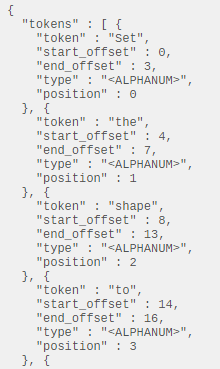 {
  "tokens" : [ {
    "token" : "Set",
    "start_offset" : 0,
    "end_offset" : 3,
    "type" : "<ALPHANUM>",
    "position" : 0
  }, {
    "token" : "the",
    "start_offset" : 4,
    "end_offset" : 7,
    "type" : "<ALPHANUM>",
    "position" : 1
  }, {
    "token" : "shape",
    "start_offset" : 8,
    "end_offset" : 13,
    "type" : "<ALPHANUM>",
    "position" : 2
  }, {
    "token" : "to",
    "start_offset" : 14,
    "end_offset" : 16,
    "type" : "<ALPHANUM>",
    "position" : 3
  }, {